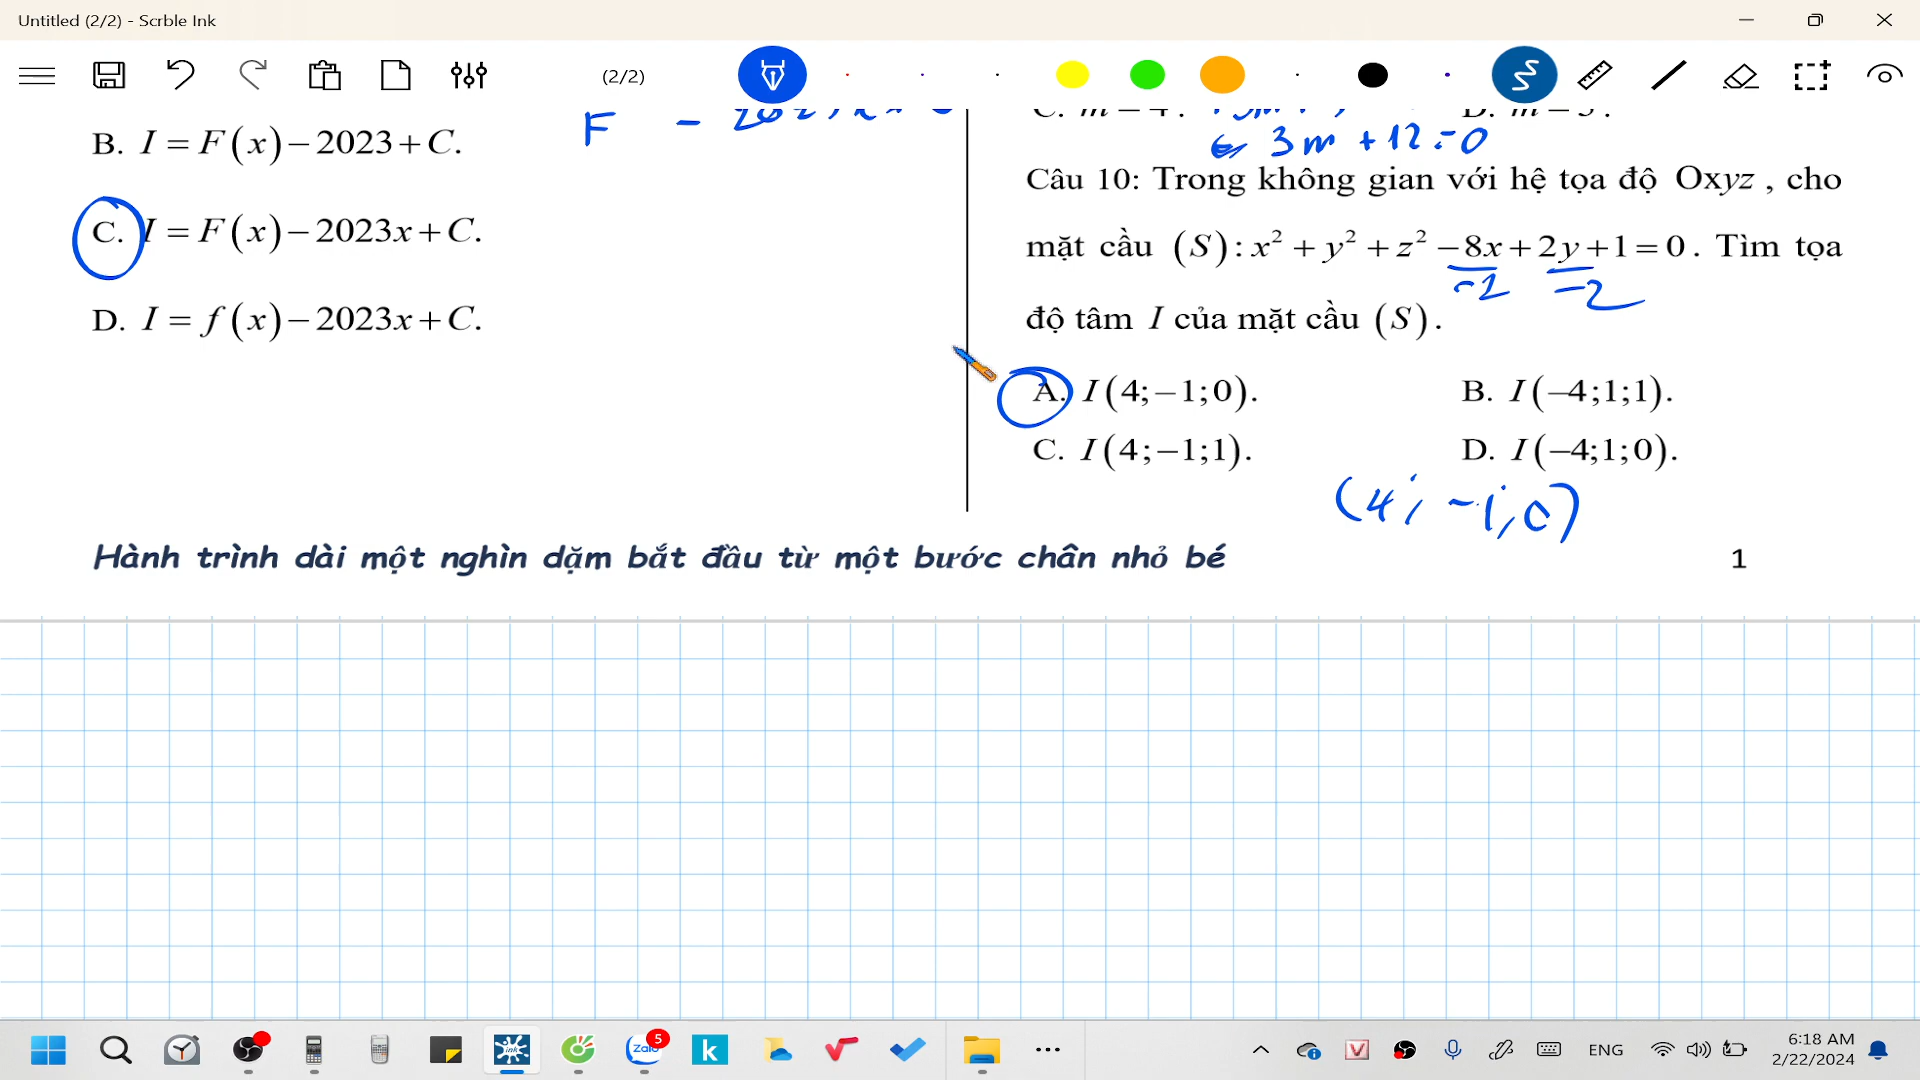 Untitled (2/2) - Scrble Ink
(2/2)
B. I = F(x) − 2023 + C.
C. I = F(x) − 2023x + C.
D. I = f(x) − 2023x + C.
F −
3m + 12 = 0
Câu 10: Trong không gian với hệ tọa độ Oxyz , cho
mặt cầu (S): x² + y² + z² − 8x + 2y + 1 = 0. Tìm tọa
-2 -2
độ tâm I của mặt cầu (S).
A. I(4;−1;0). B. I(−4;1;1).
C. I(4;−1;1). D. I(−4;1;0).
(4; -1; 0)
Hành trình dài một nghìn dặm bắt đầu từ một bước chân nhỏ bé 1
Zalo 5
ENG
6:18 AM
2/22/2024